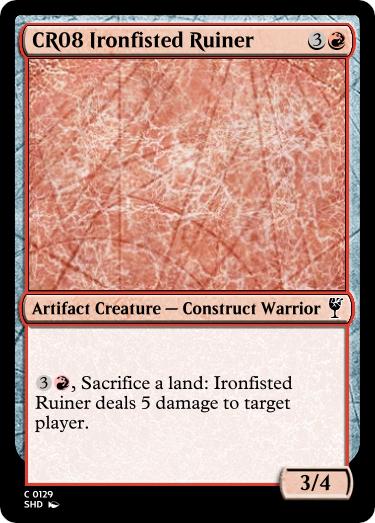 CR08 Ironfisted Ruiner 3
Artifact Creature — Construct Warrior
3, Sacrifice a land: Ironfisted
Ruiner deals 5 damage to target
player.
3/4
C 0129
SHD